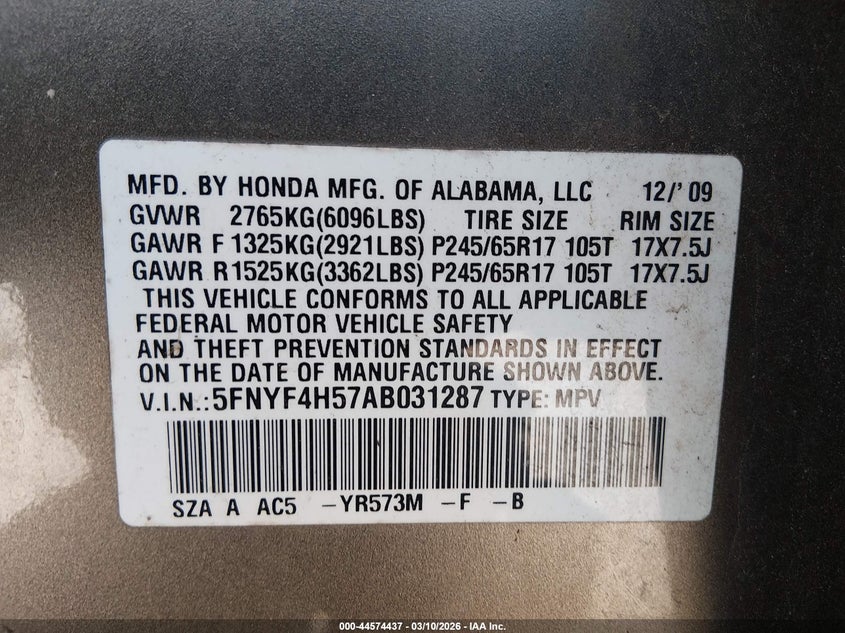 MFD. BY HONDA MFG. OF ALABAMA, LLC 12/'09
GVWR 2765KG(6096LBS) TIRE SIZE RIM SIZE
GAWR F 1325KG(2921LBS) P245/65R17 105T 17X7.5J
GAWR R1525KG(3362LBS) P245/65R17 105T 17X7.5J
THIS VEHICLE CONFORMS TO ALL APPLICABLE
FEDERAL MOTOR VEHICLE SAFETY
AND THEFT PREVENTION STANDARDS IN EFFECT
ON THE DATE OF MANUFACTURE SHOWN ABOVE.
V.I.N.:5FNYF4H57AB031287 TYPE: MPV
SZA A AC5 -YR573M -F -B
000-44574437 - 03/10/2026 - IAA Inc.